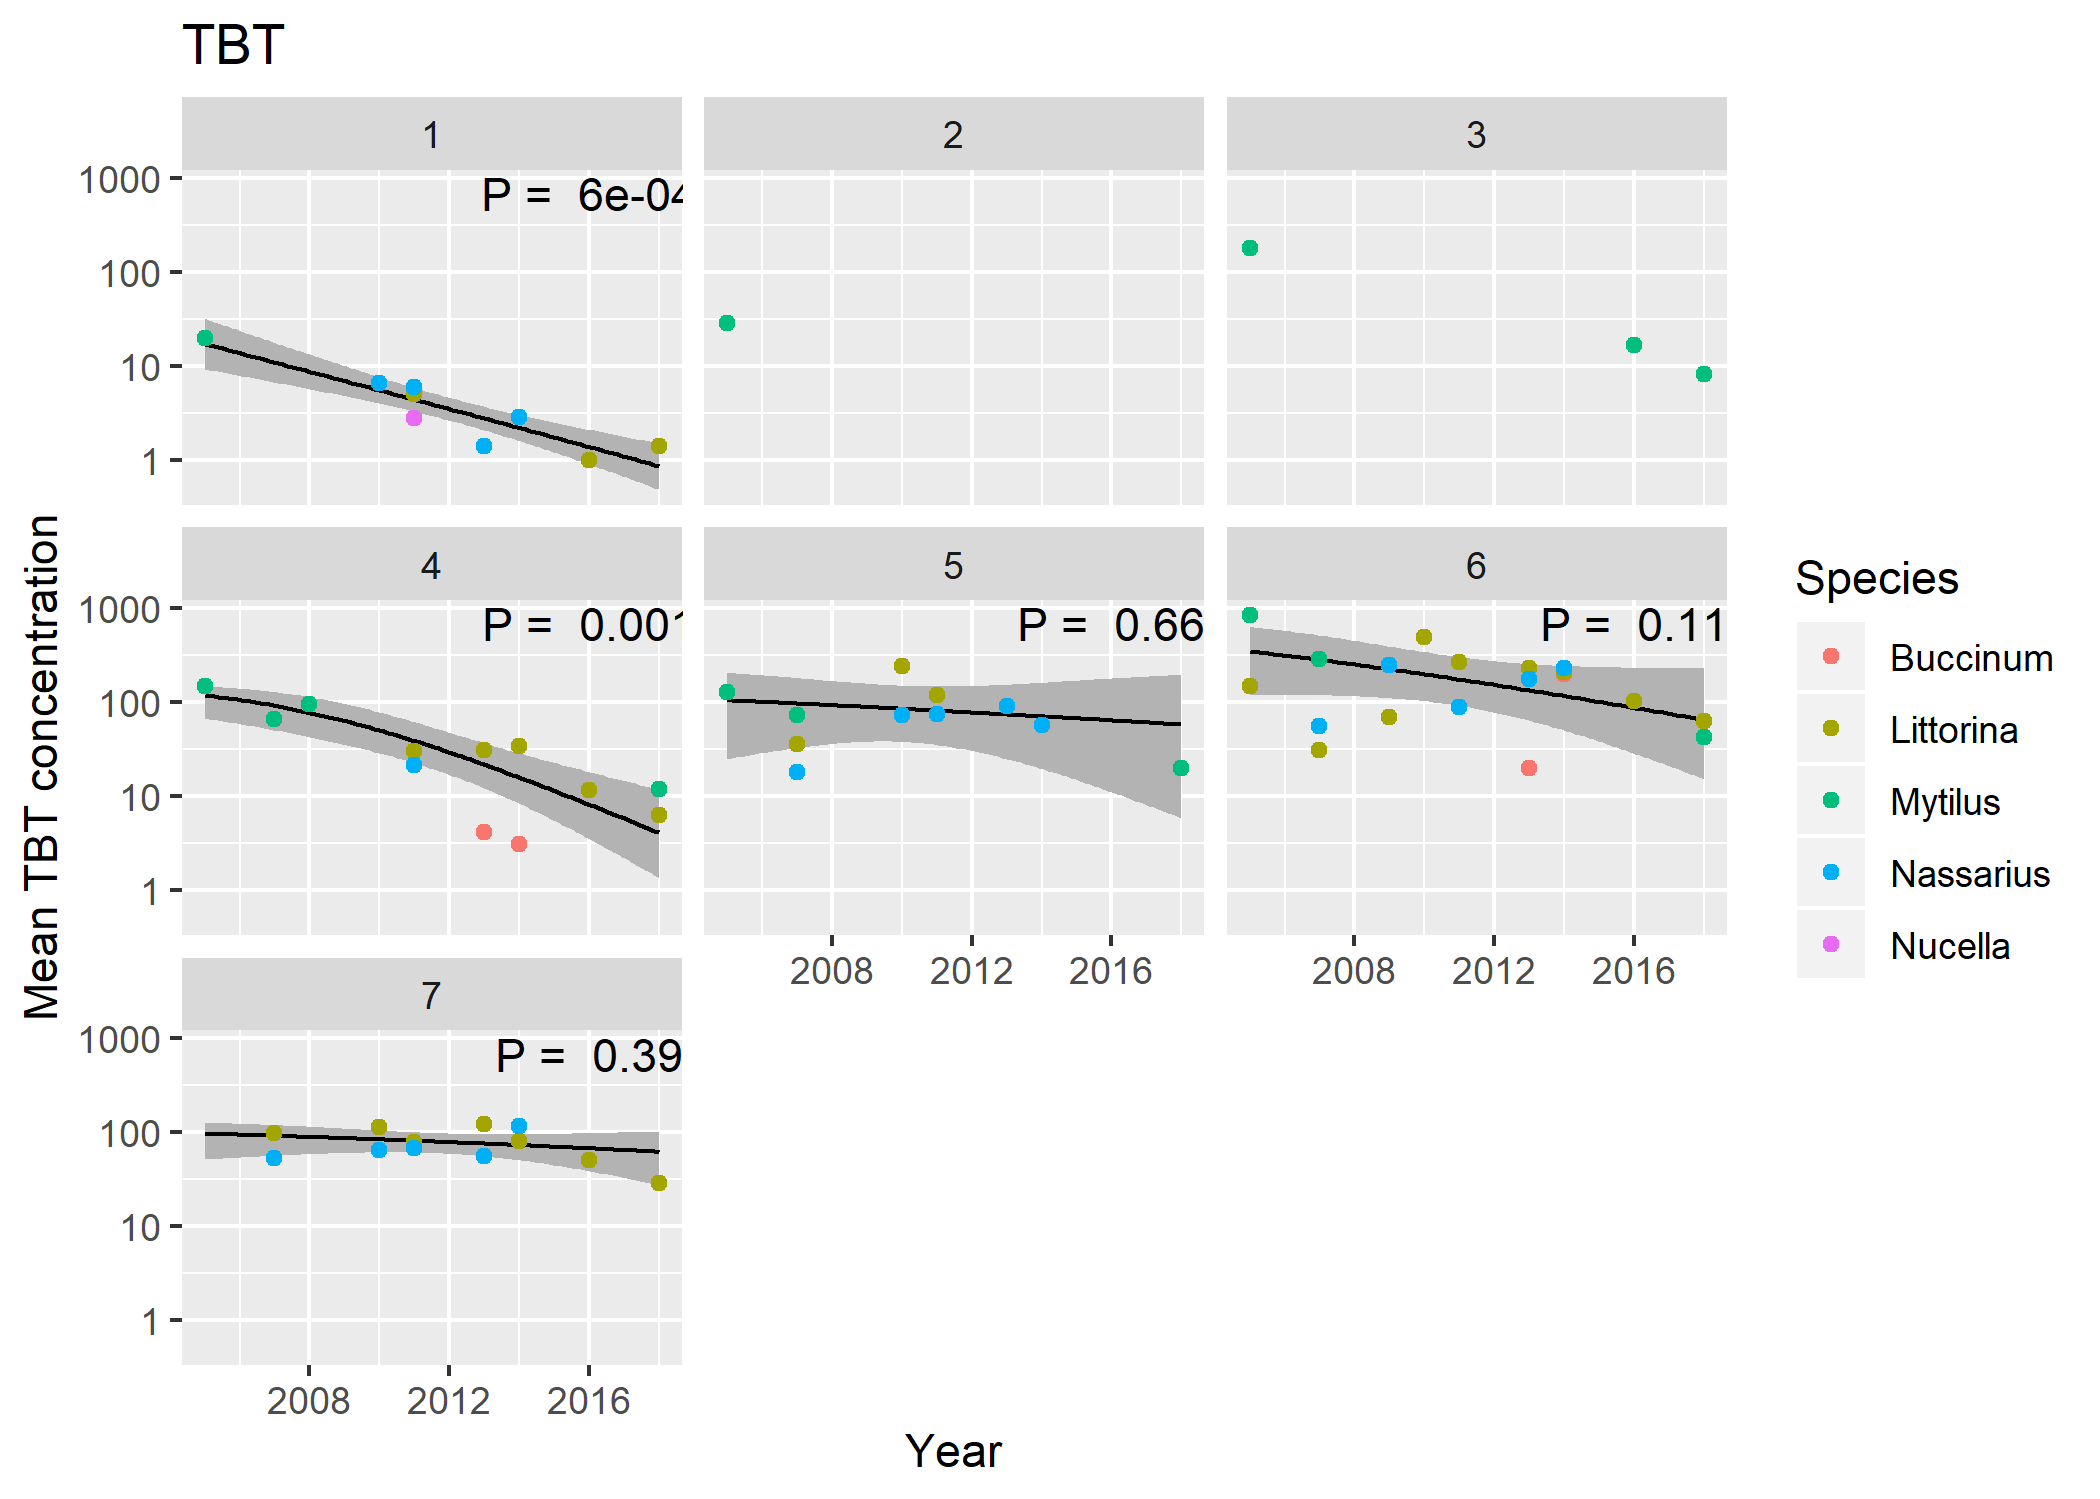 TBT
1
2
3
P = 6e-04
1000
100
10
1
4
5
6
P = 0.001
P = 0.66
P = 0.11
1000
100
10
1
2008 2012 2016
2008 2012 2016
7
P = 0.39
1000
100
10
1
2008 2012 2016
Year
Mean TBT concentration
Species
Buccinum
Littorina
Mytilus
Nassarius
Nucella